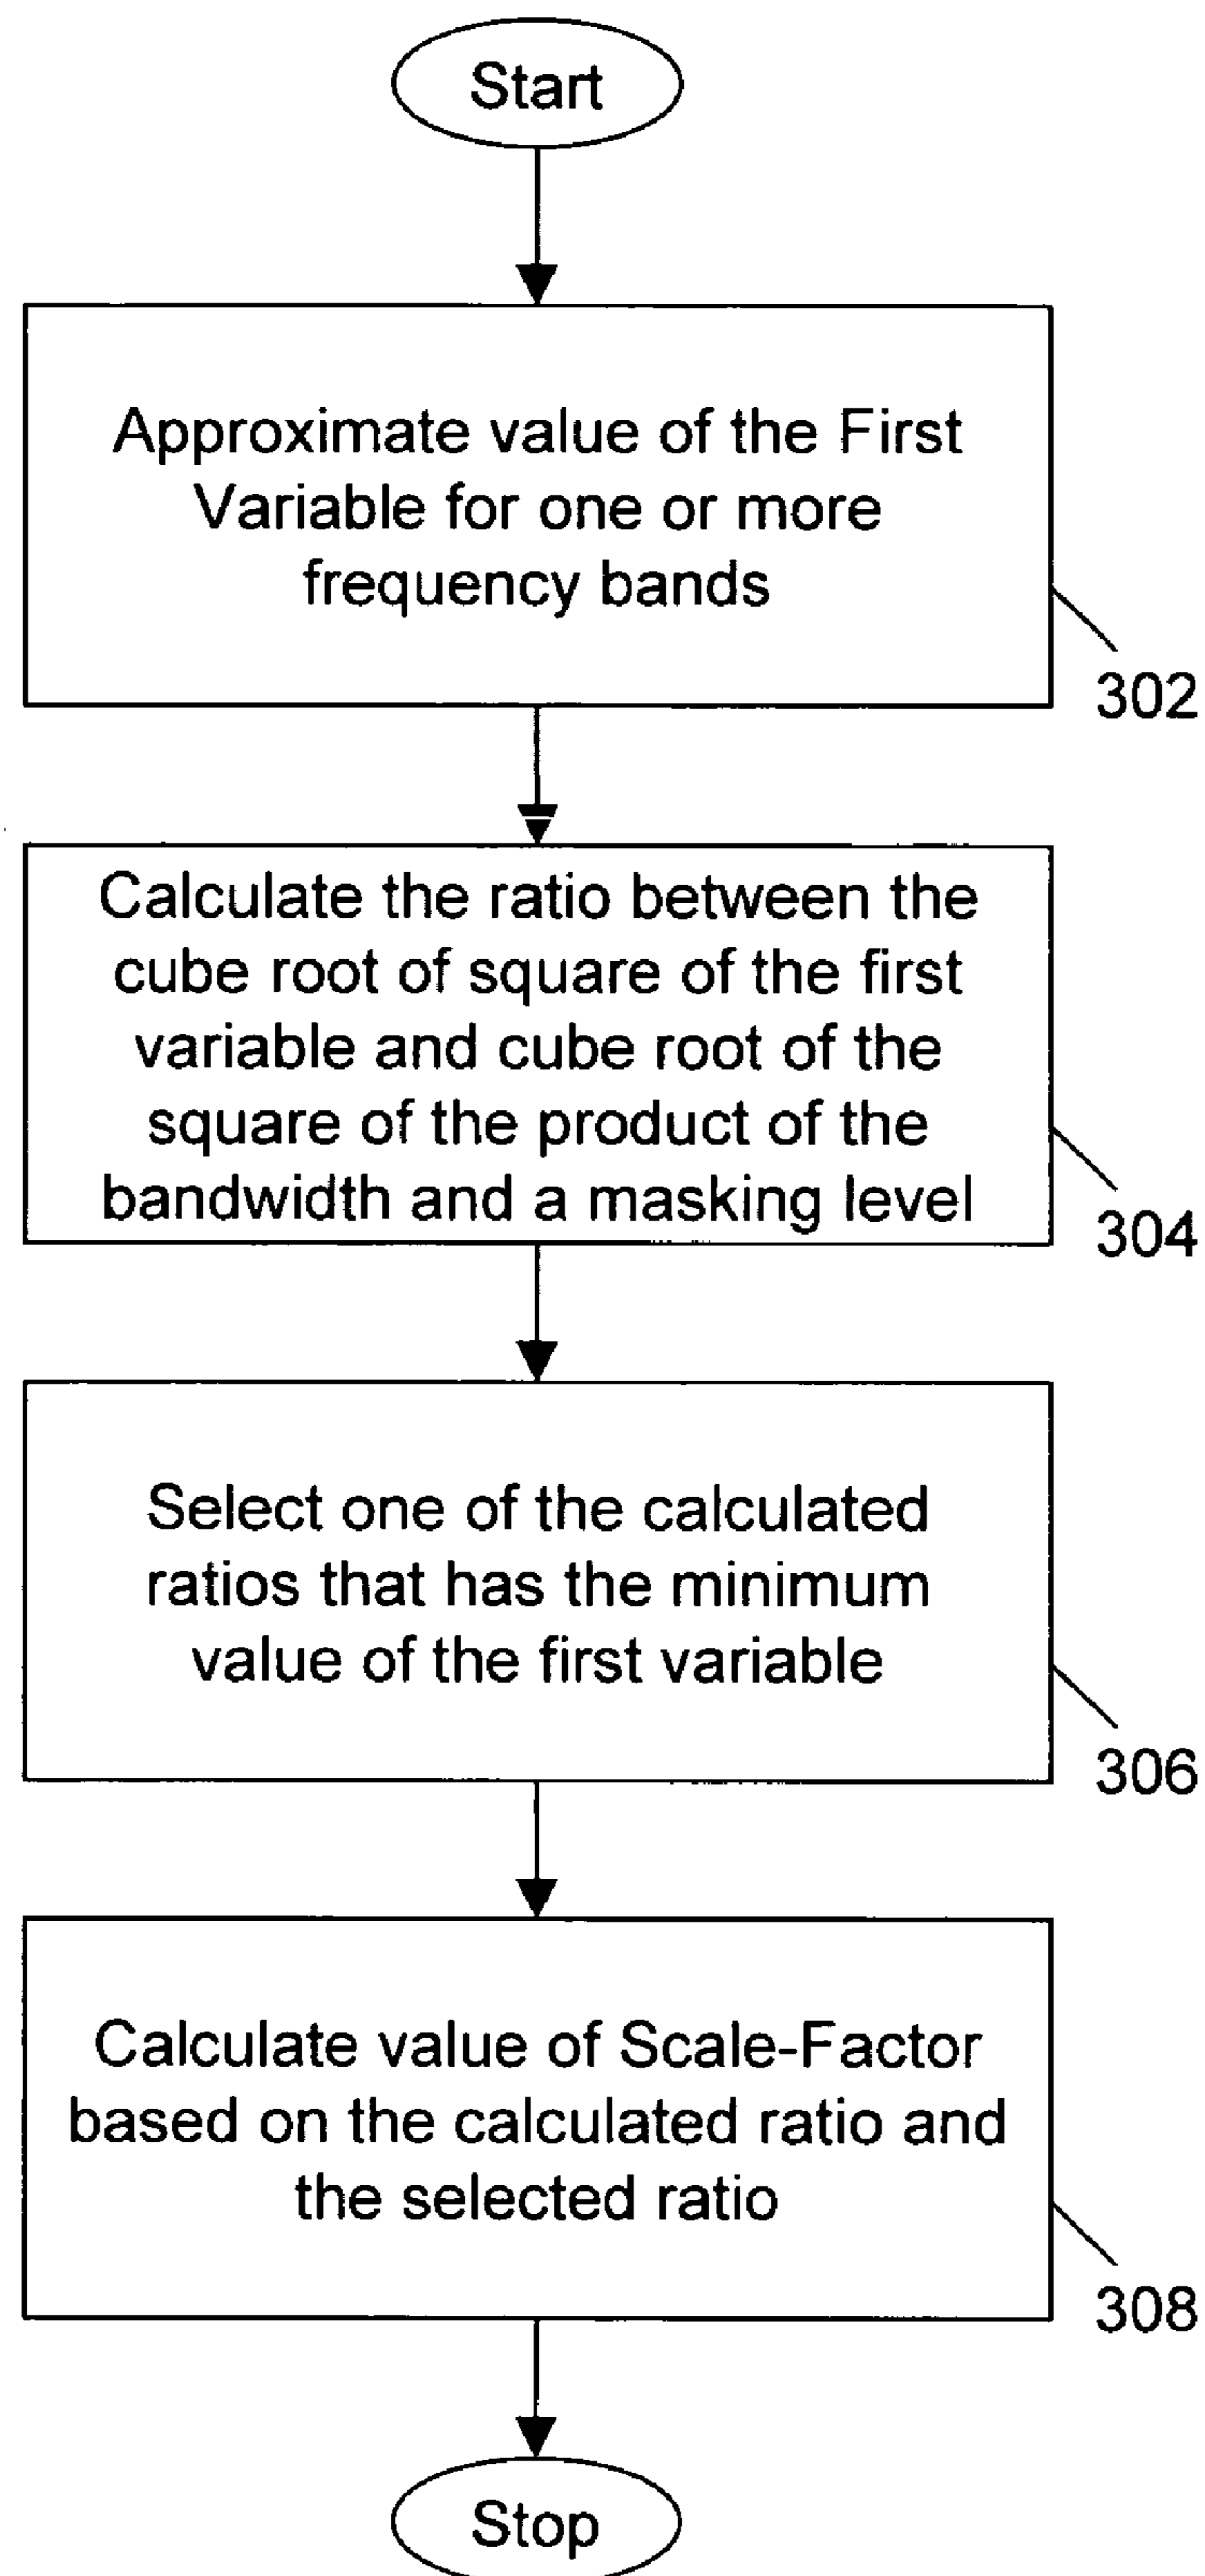 Start
Approximate value of the First
Variable for one or more
frequency bands
302
Calculate the ratio between the
cube root of square of the first
variable and cube root of the
square of the product of the
bandwidth and a masking level
304
Select one of the calculated
ratios that has the minimum
value of the first variable
306
Calculate value of Scale-Factor
based on the calculated ratio and
the selected ratio
308
Stop